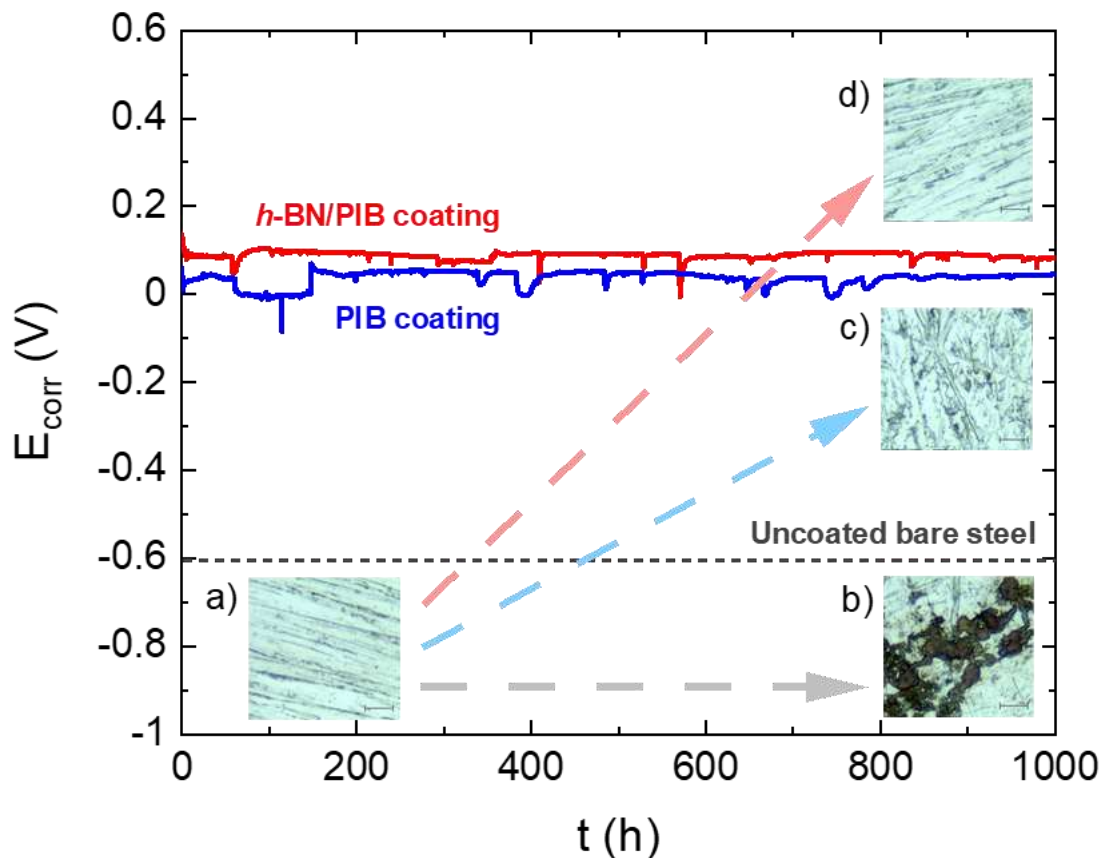 0.6
0.4
0.2
0
-0.2
-0.4
-0.6
-0.8
-1
E_corr (V)
h-BN/PIB coating
PIB coating
d)
c)
Uncoated bare steel
a)
b)
0 200 400 600 800 1000
t (h)